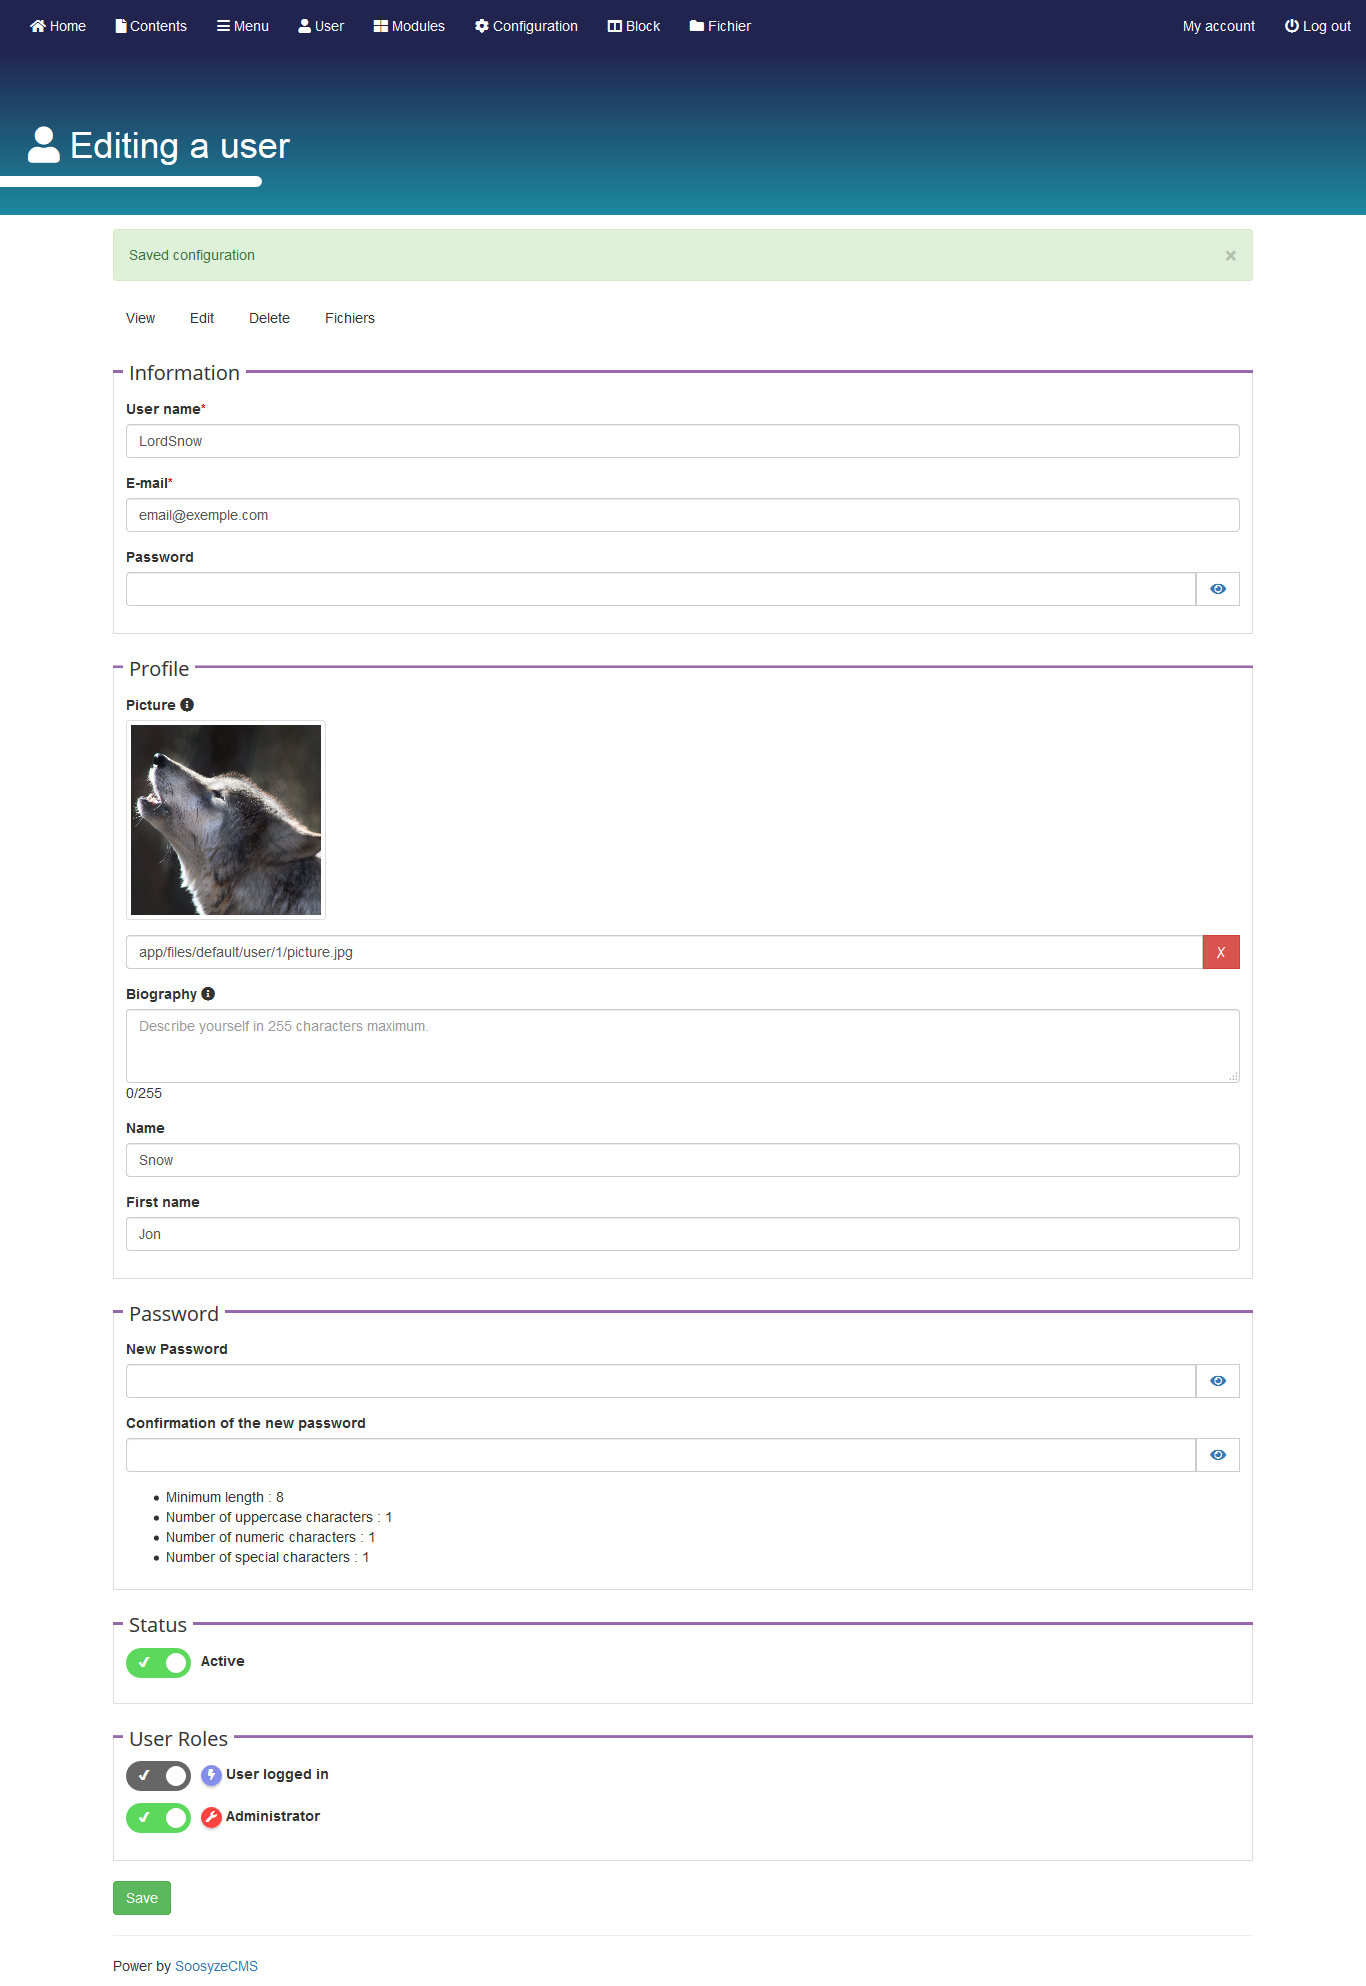 Home Contents Menu User Modules Configuration Block Fichier My account Log out
Editing a user
Saved configuration ×
View Edit Delete Fichiers
Information
User name*
LordSnow
E-mail*
email@exemple.com
Password
Profile
Picture
app/files/default/user/1/picture.jpg X
Biography
Describe yourself in 255 characters maximum.
0/255
Name
Snow
First name
Jon
Password
New Password
Confirmation of the new password
• Minimum length : 8
• Number of uppercase characters : 1
• Number of numeric characters : 1
• Number of special characters : 1
Status
Active
User Roles
User logged in
Administrator
Save
Power by SoosyzeCMS